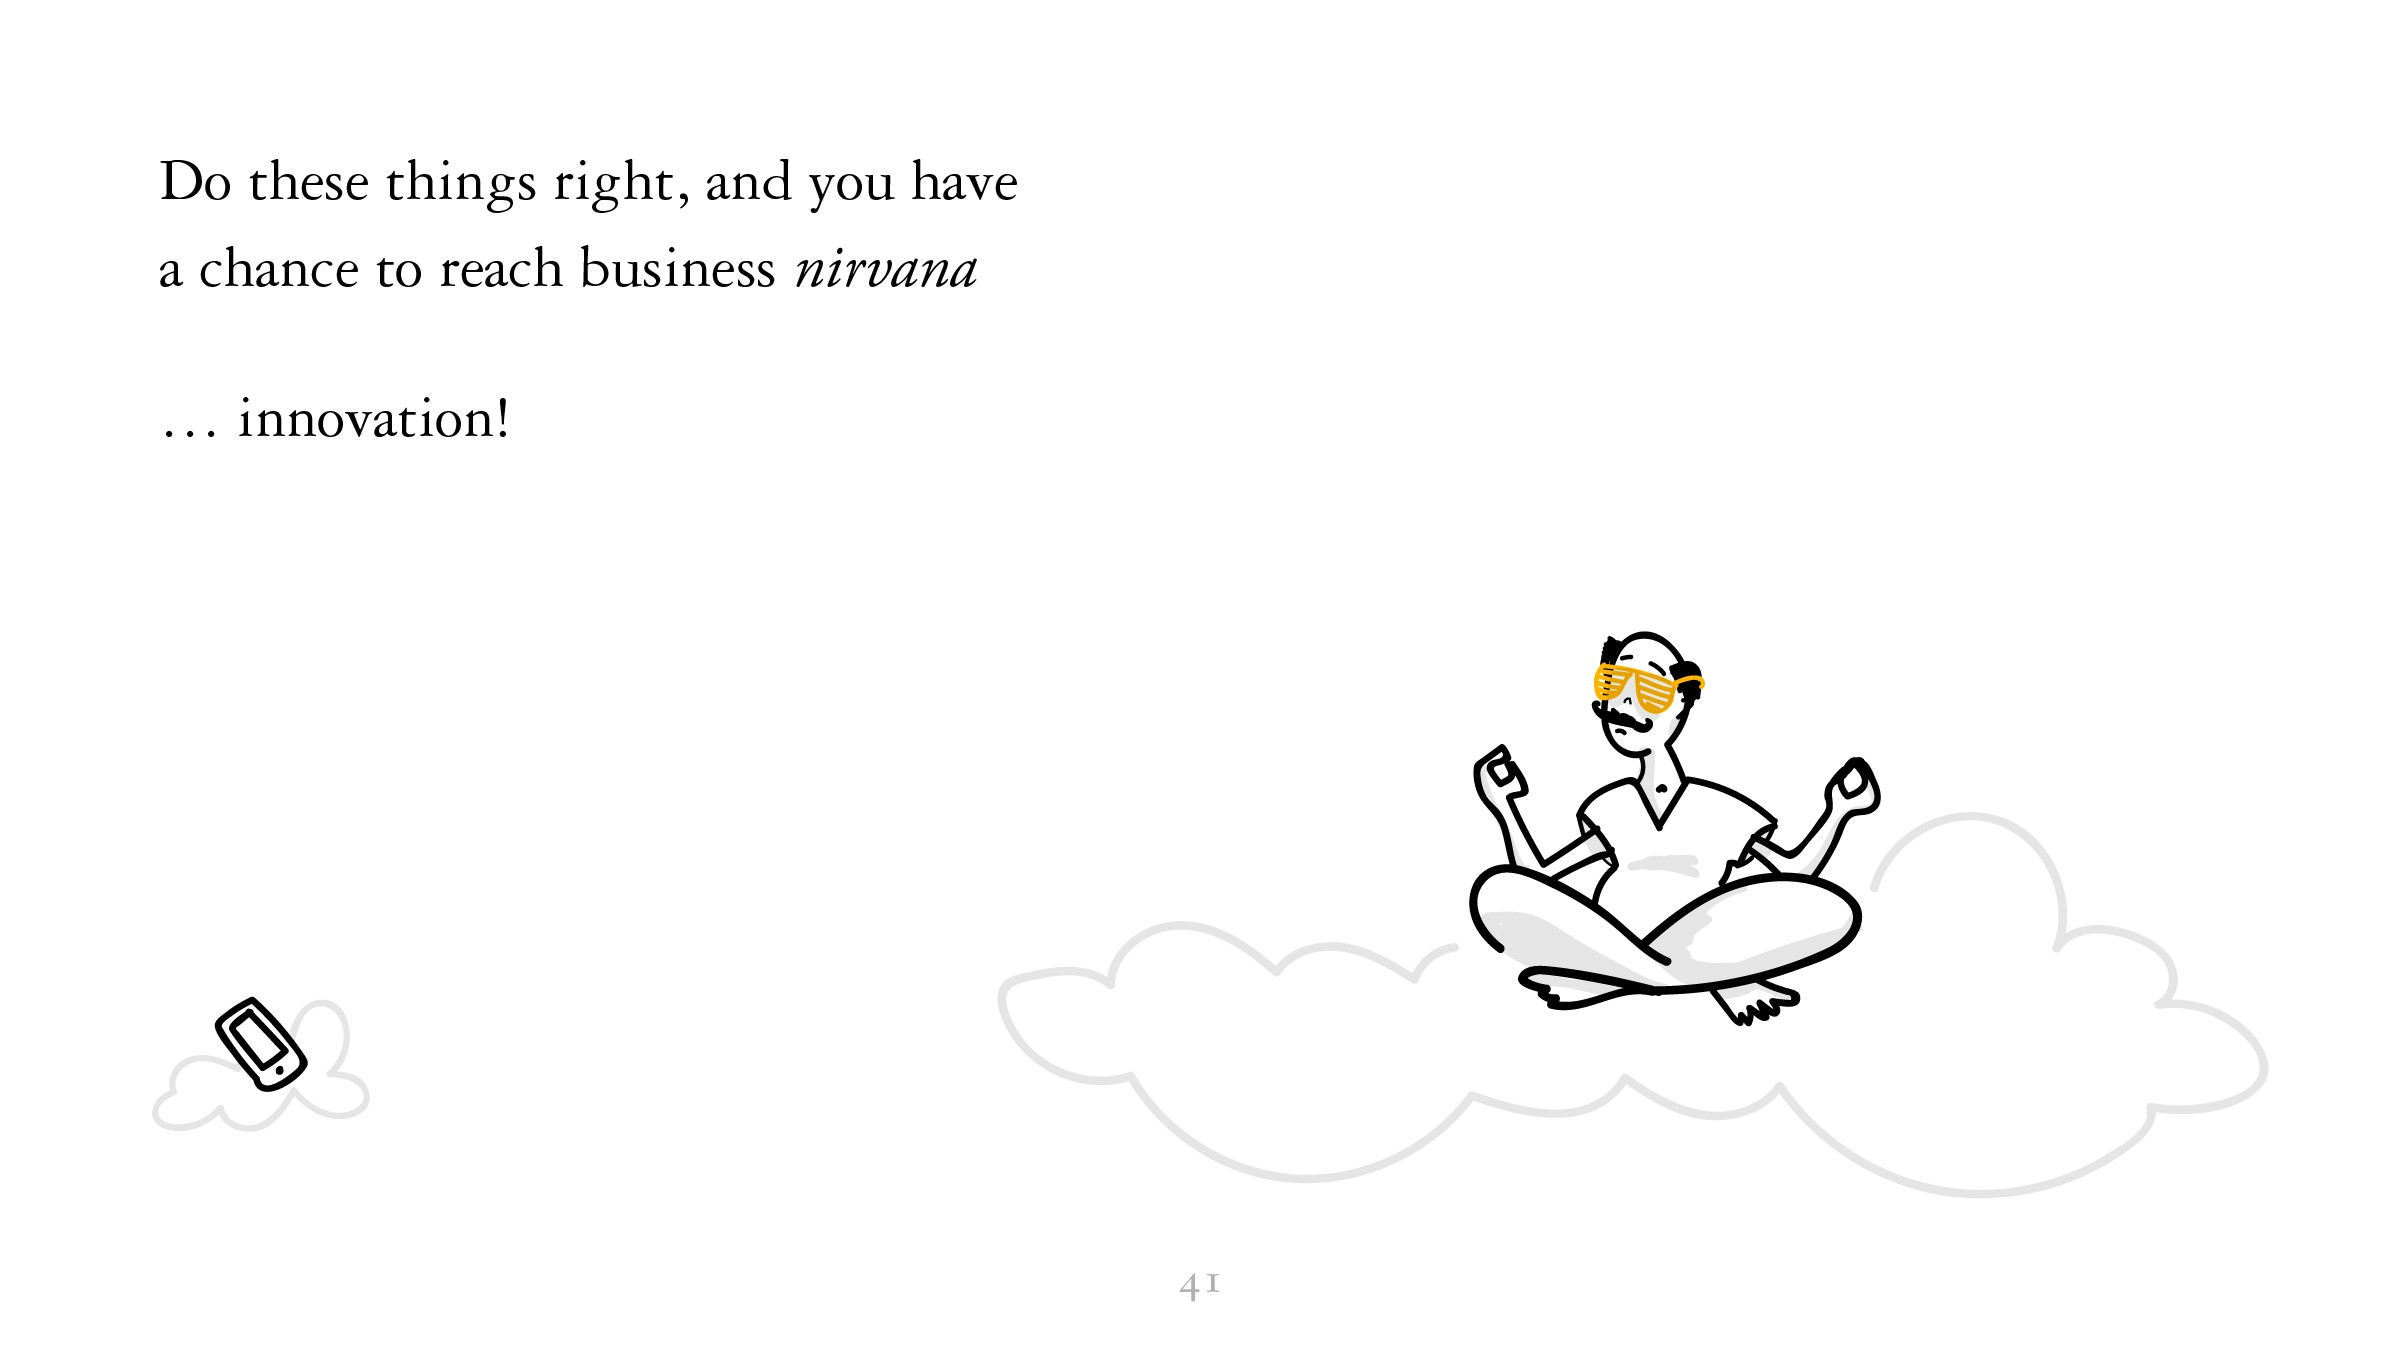 Do these things right, and you have
a chance to reach business nirvana
… innovation!
41